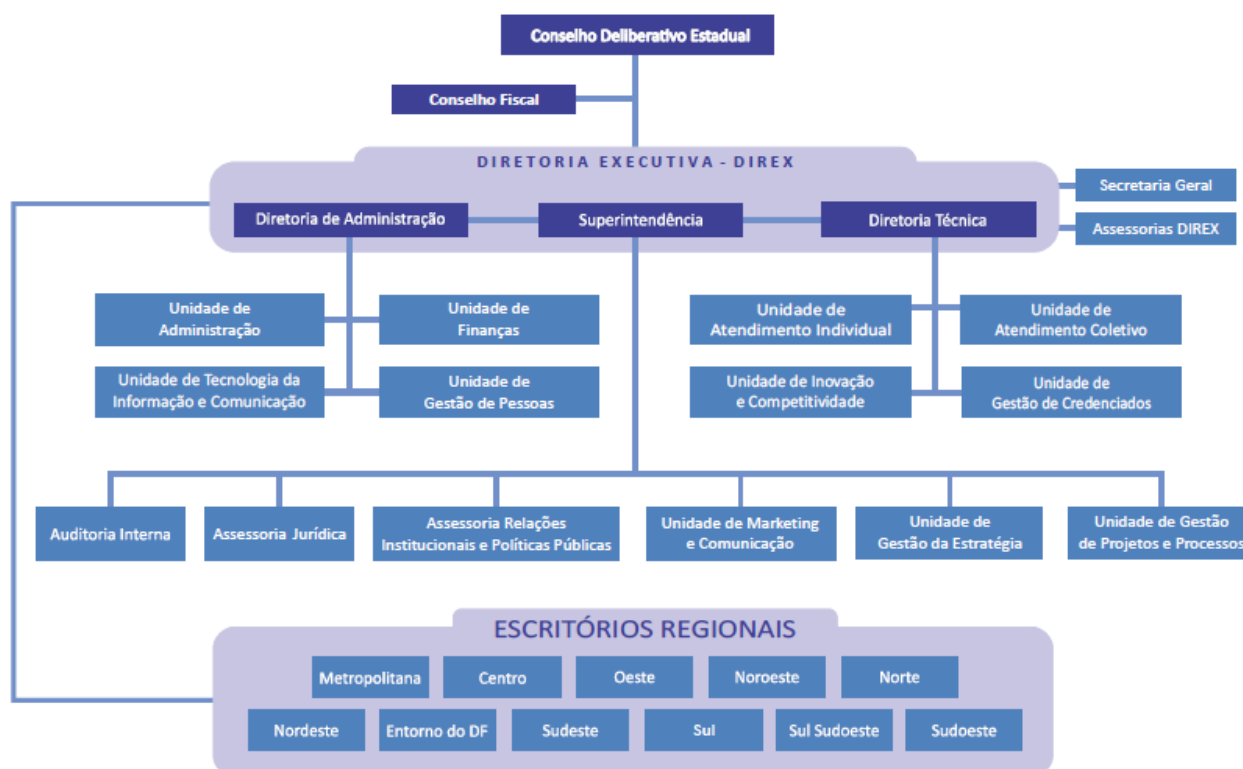 Conselho Deliberativo Estadual
Conselho Fiscal
DIRETORIA EXECUTIVA - DIREX
Secretaria Geral
Diretoria de Administração
Superintendência
Diretoria Técnica
Assessorias DIREX
Unidade de
Administração
Unidade de
Finanças
Unidade de
Atendimento Individual
Unidade de
Atendimento Coletivo
Unidade de Tecnologia da
Informação e Comunicação
Unidade de
Gestão de Pessoas
Unidade de Inovação
e Competitividade
Unidade de
Gestão de Credenciados
Auditoria Interna
Assessoria Jurídica
Assessoria Relações
Institucionais e Políticas Públicas
Unidade de Marketing
e Comunicação
Unidade de
Gestão da Estratégia
Unidade de Gestão
de Projetos e Processos
ESCRITÓRIOS REGIONAIS
Metropolitana
Centro
Oeste
Noroeste
Norte
Nordeste
Entorno do DF
Sudeste
Sul
Sul Sudoeste
Sudoeste